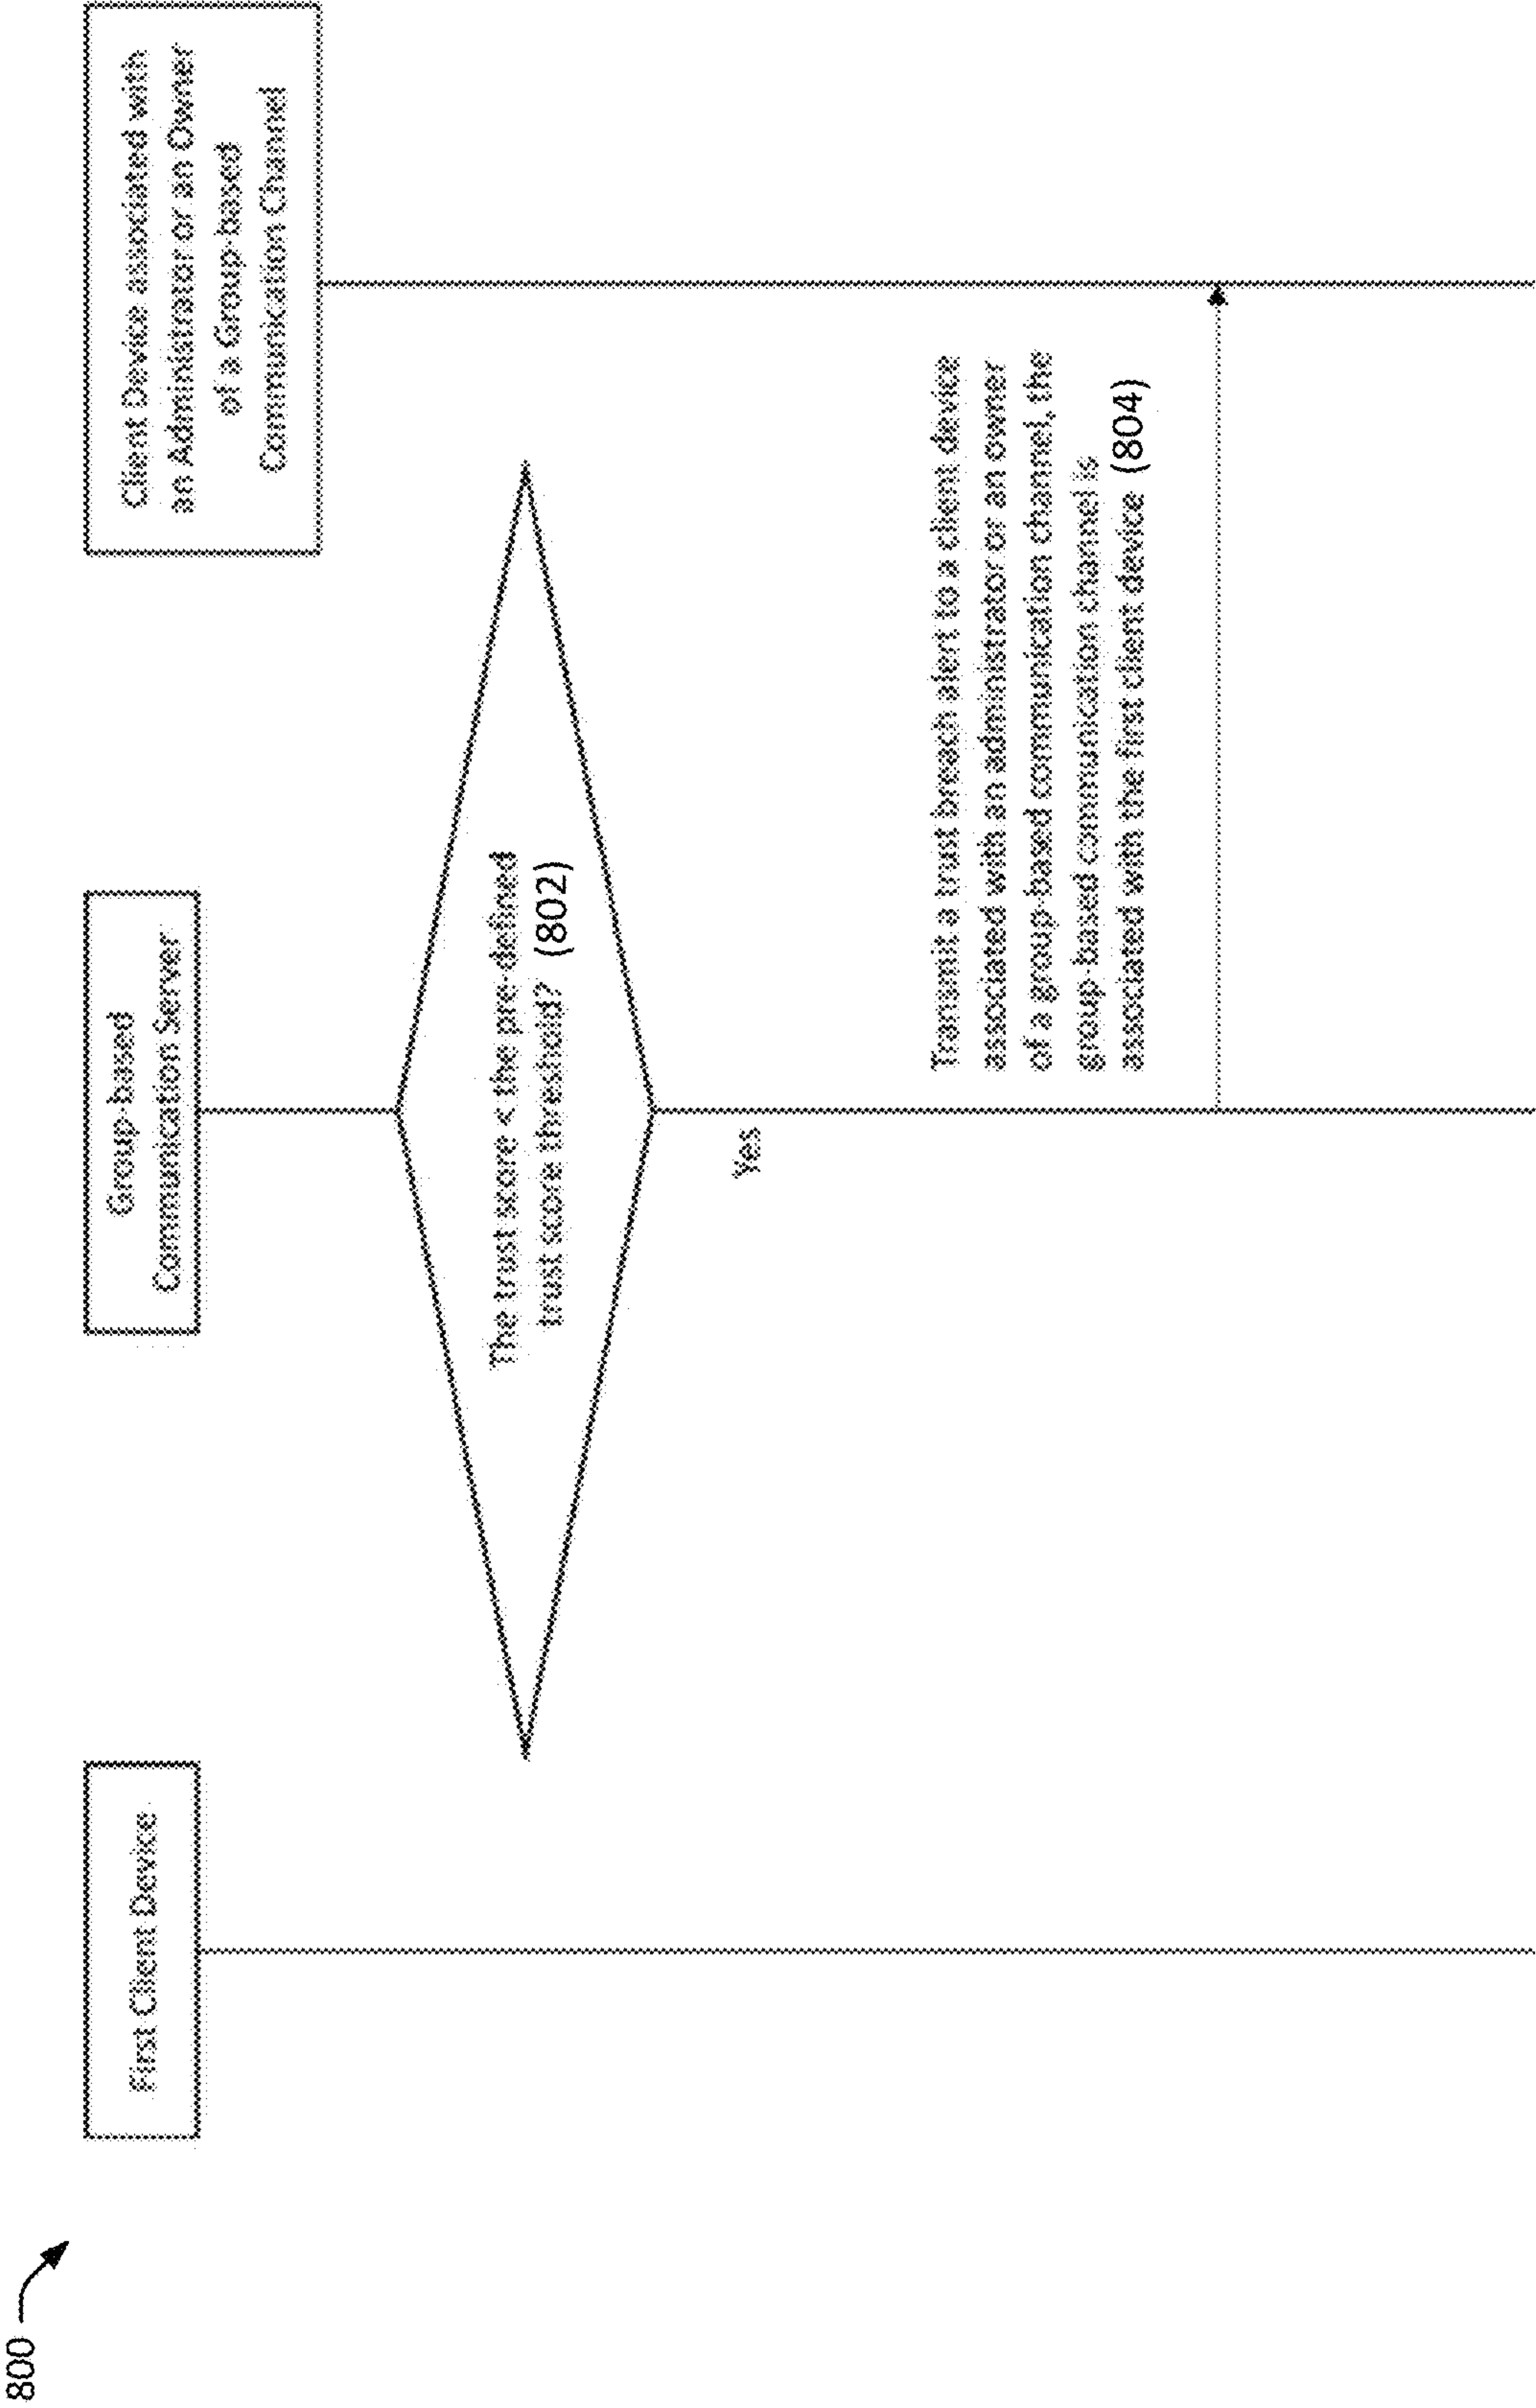 800
First Client Device
Group-based
Communication Server
Client Device associated with
an Administrator or an Owner
of a Group-based
Communication Channel
The trust score < the pre-defined
trust score threshold? (802)
Yes
Transmit a trust breach alert to a client device
associated with an administrator or an owner
of a group-based communication channel, the
group-based communication channel is
associated with the first client device (804)